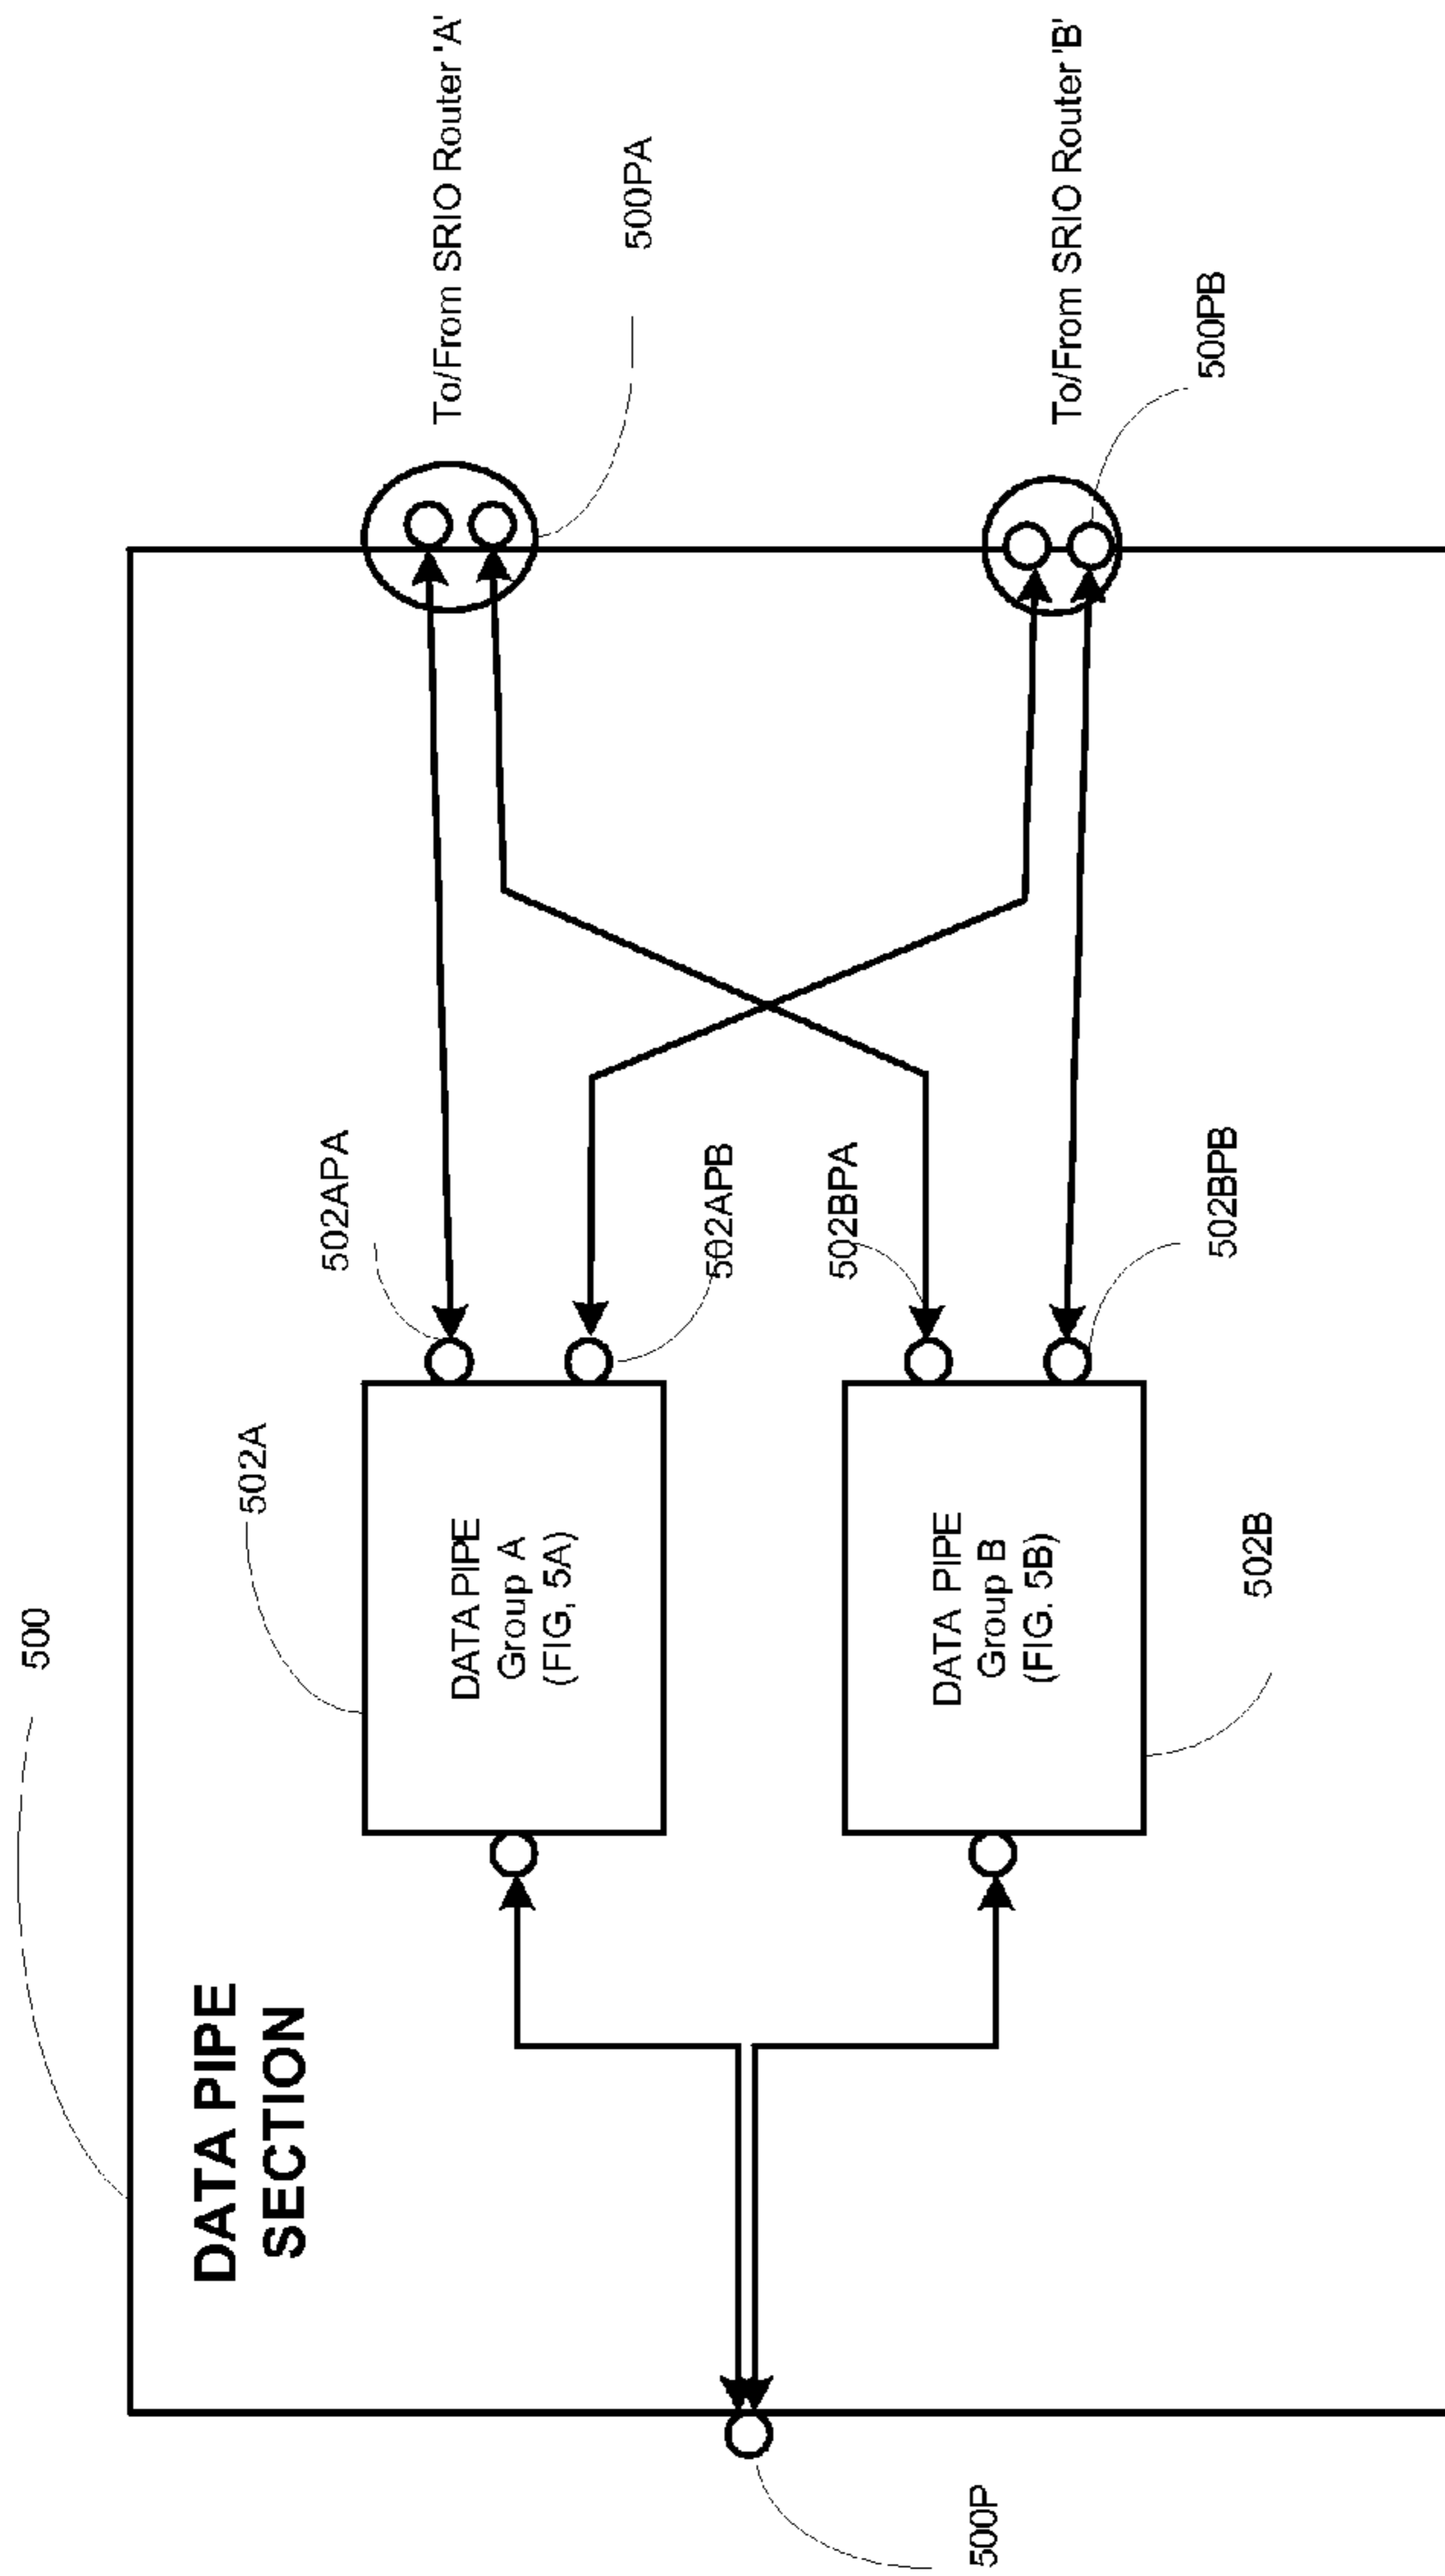 500
DATA PIPE
SECTION
502A
502APA
To/From SRIO Router 'A'
500PA
DATA PIPE
Group A
(FIG, 5A)
502APB
502BPA
500P
DATA PIPE
Group B
(FIG. 5B)
502B
502BPB
To/From SRIO Router 'B'
500PB